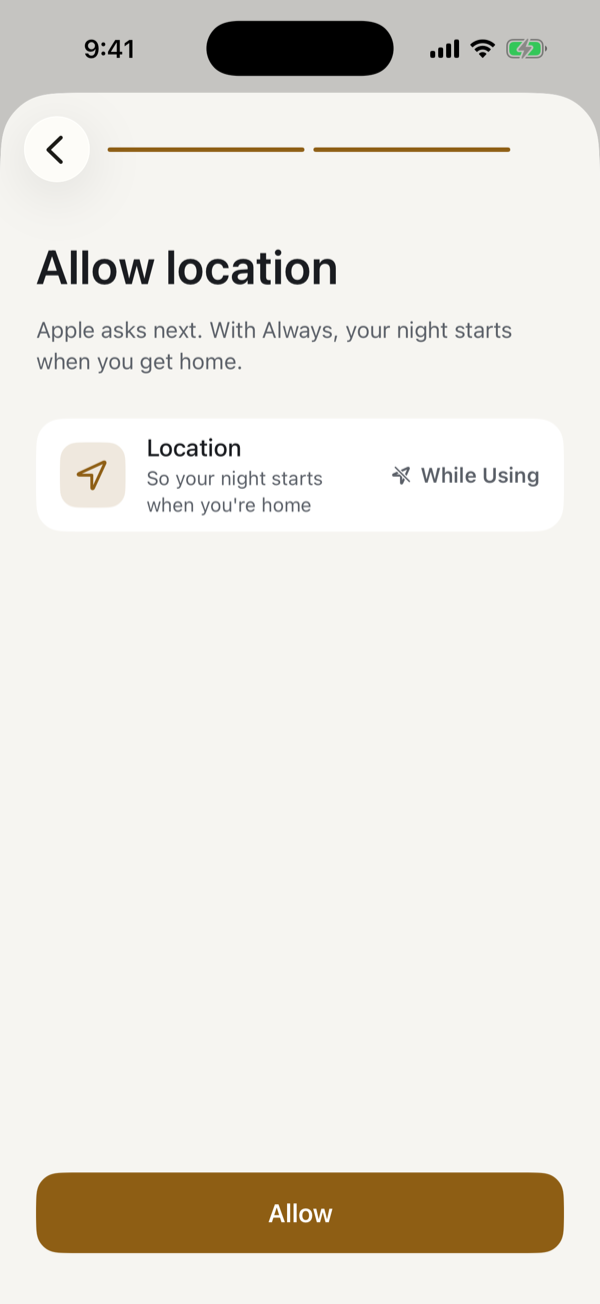 9:41
Allow location
Apple asks next. With Always, your night starts
when you get home.
Location
So your night starts
when you're home
While Using
Allow